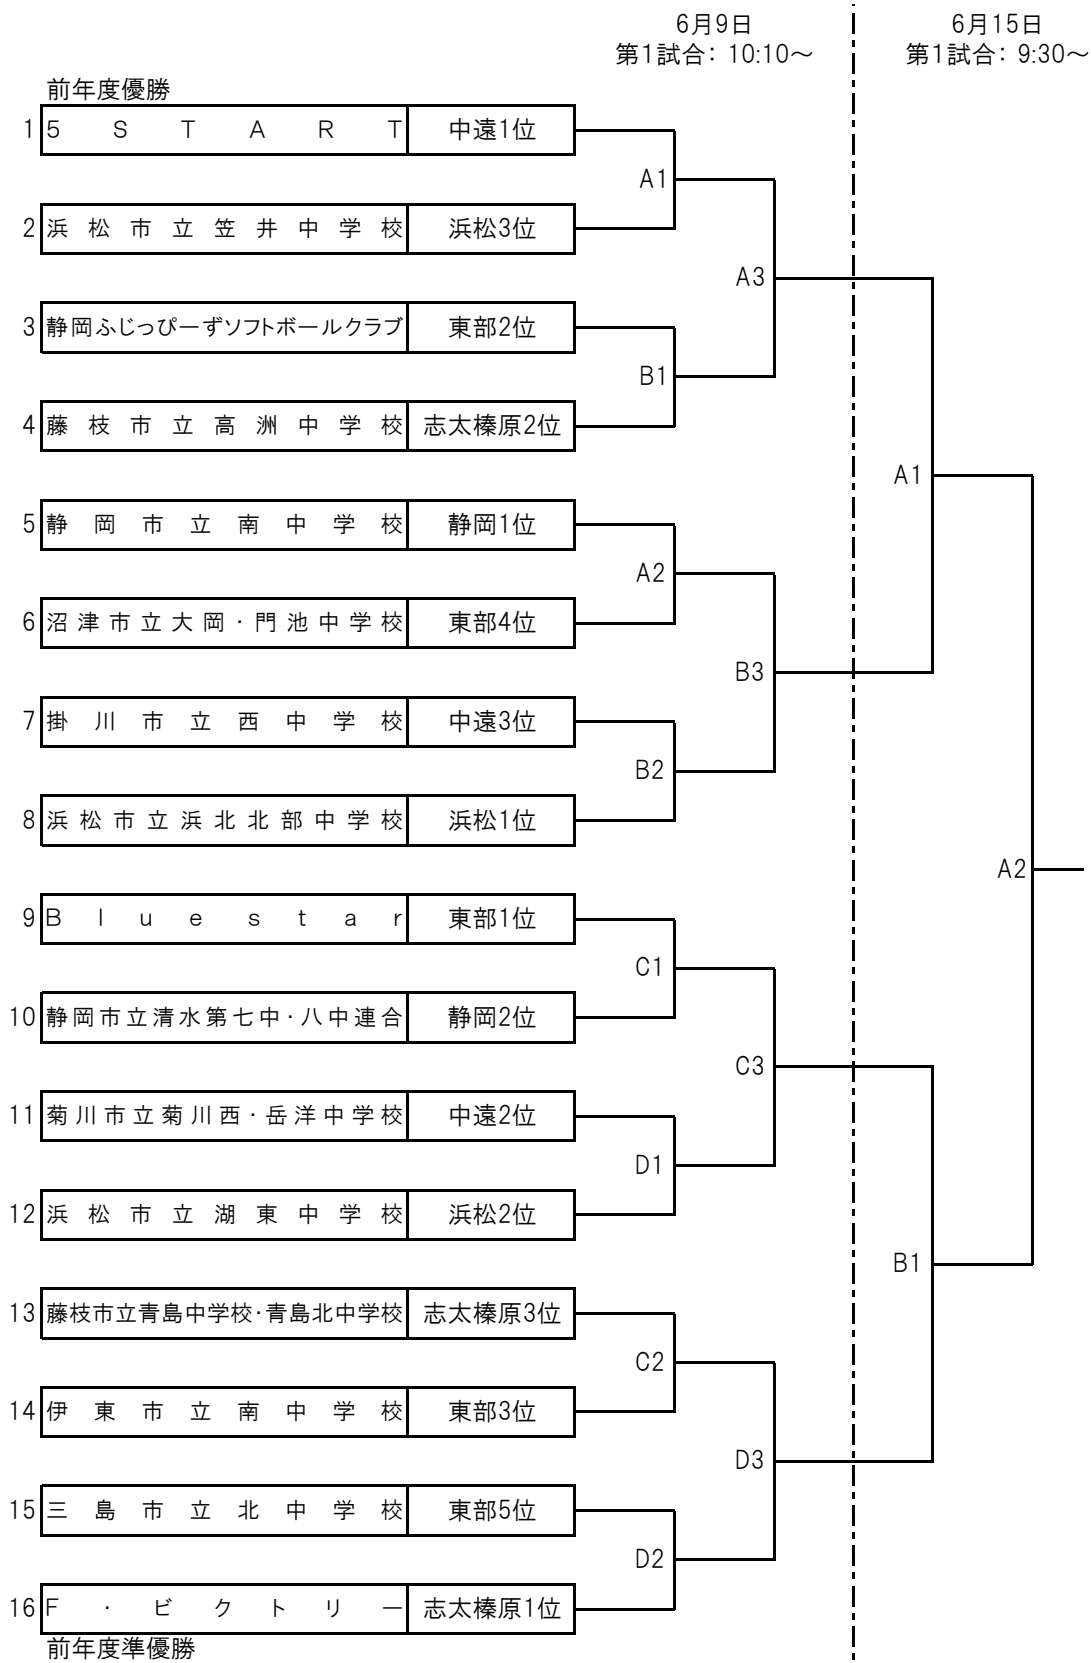 6月9日
第1試合: 10:10～
6月15日
第1試合: 9:30～
前年度優勝
1 5START 中遠1位
A1
2 浜松市立笠井中学校 浜松3位
A3
3 静岡ふじっぴーずソフトボールクラブ 東部2位
B1
4 藤枝市立高洲中学校 志太榛原2位
A1
5 静岡市立南中学校 静岡1位
A2
6 沼津市立大岡・門池中学校 東部4位
B3
7 掛川市立西中学校 中遠3位
B2
8 浜松市立浜北北部中学校 浜松1位
A2
9 Bluestar 東部1位
C1
10 静岡市立清水第七中・八中連合 静岡2位
C3
11 菊川市立菊川西・岳洋中学校 中遠2位
D1
12 浜松市立湖東中学校 浜松2位
B1
13 藤枝市立青島中学校・青島北中学校 志太榛原3位
C2
14 伊東市立南中学校 東部3位
D3
15 三島市立北中学校 東部5位
D2
16 F・ビクトリー 志太榛原1位
前年度準優勝